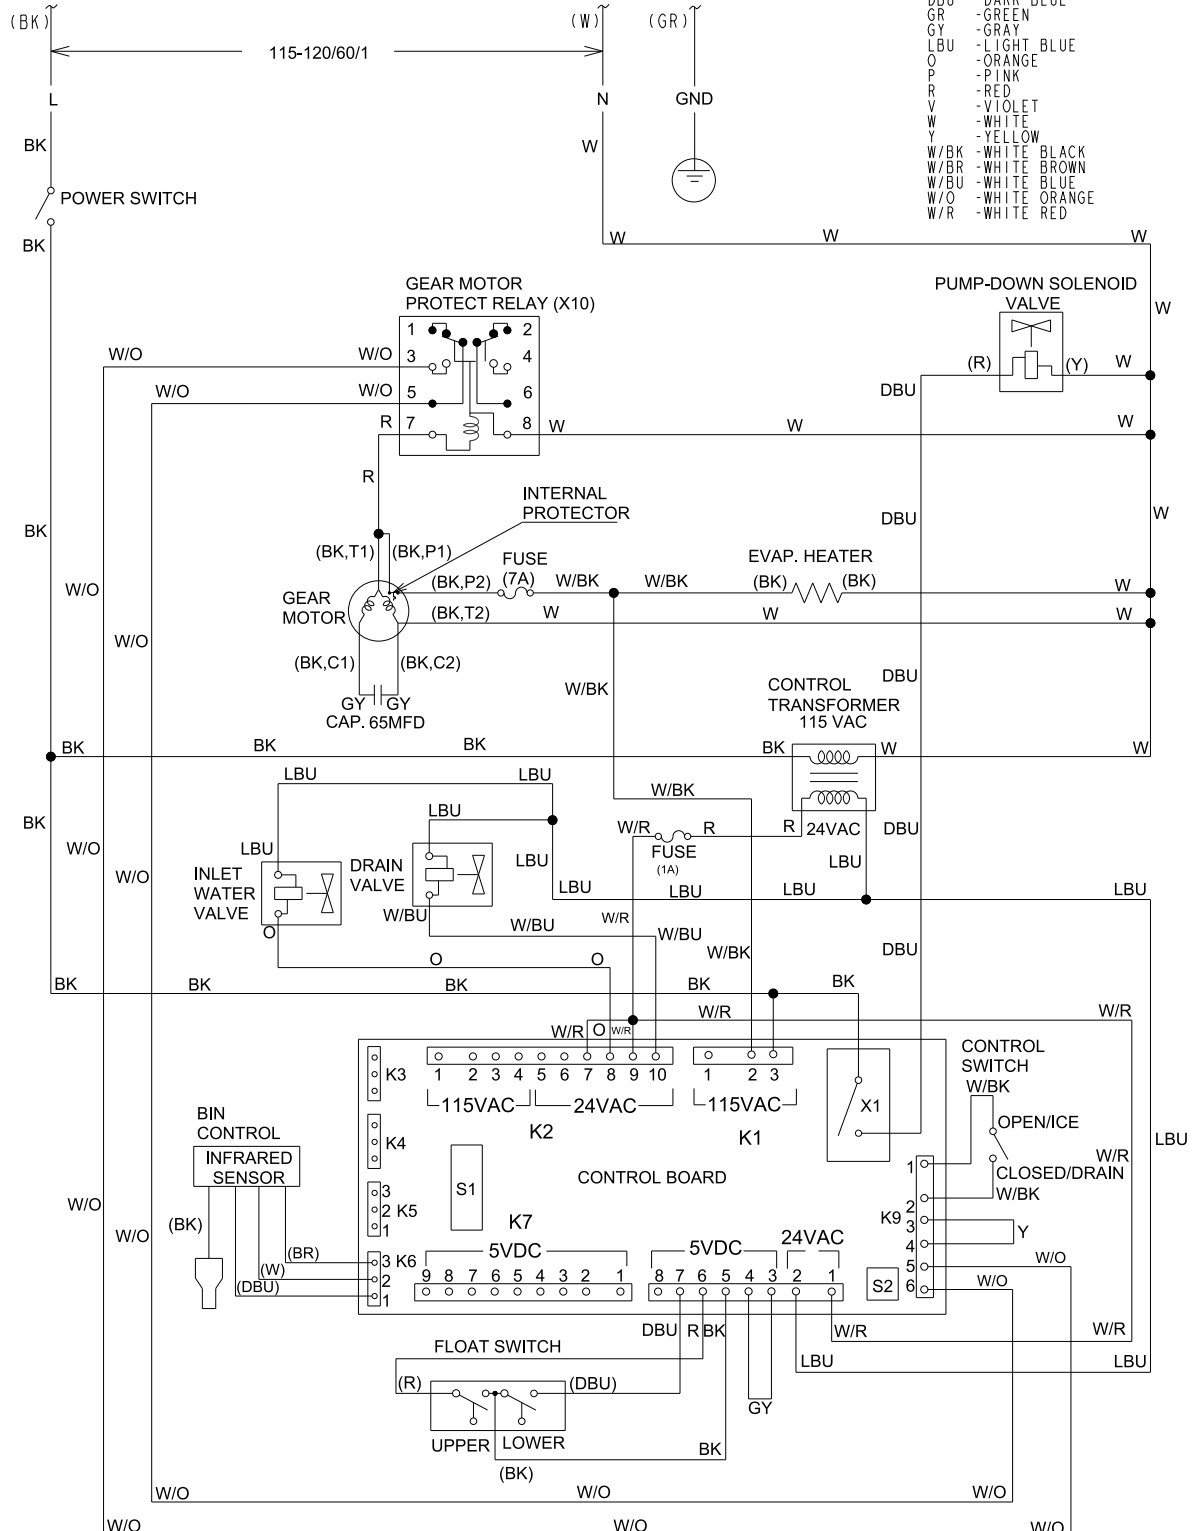 DBU -DARK BLUE
(BK) (W) (GR) GR -GREEN
GY -GRAY
115-120/60/1 LBU -LIGHT BLUE
O -ORANGE
P -PINK
R -RED
L N GND V -VIOLET
W -WHITE
Y -YELLOW
BK W W/BK -WHITE BLACK
W/BR -WHITE BROWN
W/BU -WHITE BLUE
POWER SWITCH W/O -WHITE ORANGE
W/R -WHITE RED
BK W W W
GEAR MOTOR PUMP-DOWN SOLENOID
PROTECT RELAY (X10) VALVE
W
1 2
W/O W/O 3 4 (R) (Y) W
W/O W/O 5 6 DBU
R 7 8 W W
R
INTERNAL
PROTECTOR
BK DBU W
(BK,T1) (BK,P1) FUSE EVAP. HEATER
(7A)
W/O (BK,P2) W/BK W/BK (BK) (BK) W
GEAR
MOTOR (BK,T2) W W W
W/O
(BK,C1) (BK,C2) DBU
W/BK CONTROL
GY GY TRANSFORMER
CAP. 65MFD 115 VAC
BK BK BK BK W W
LBU LBU
W/BK
LBU
BK W/R R R 24VAC DBU
W/O LBU FUSE
(1A)
INLET DRAIN LBU LBU
WATER VALVE
VALVE
W/O LBU LBU LBU LBU
W/BU W/R
O W/BU W/BU
W/BK DBU
O O
BK BK BK BK BK
W/R W/R
W/R O W/R
CONTROL
SWITCH
K3 1 2 3 4 5 6 7 8 9 10 1 2 3
W/BK
115VAC 24VAC 115VAC X1
BIN OPEN/ICE
CONTROL K4 K2 K1
LBU
INFRARED W/R
SENSOR 1 CLOSED/DRAIN
S1 CONTROL BOARD
3 W/BK
W/O 2 K5 2
(BK) 1 K7 K9 3
W/O 4 Y
5VDC 5VDC 24VAC
(BR) 3 K6 5 W/O
(W) 2 9 8 7 6 5 4 3 2 1 8 7 6 5 4 3 2 1 S2 6 W/O
(DBU) 1
DBU R BK W/R W/R
FLOAT SWITCH
LBU LBU
(R) (DBU)
GY
UPPER LOWER BK
(BK)
W/O W/O W/O
W/O W/O W/O